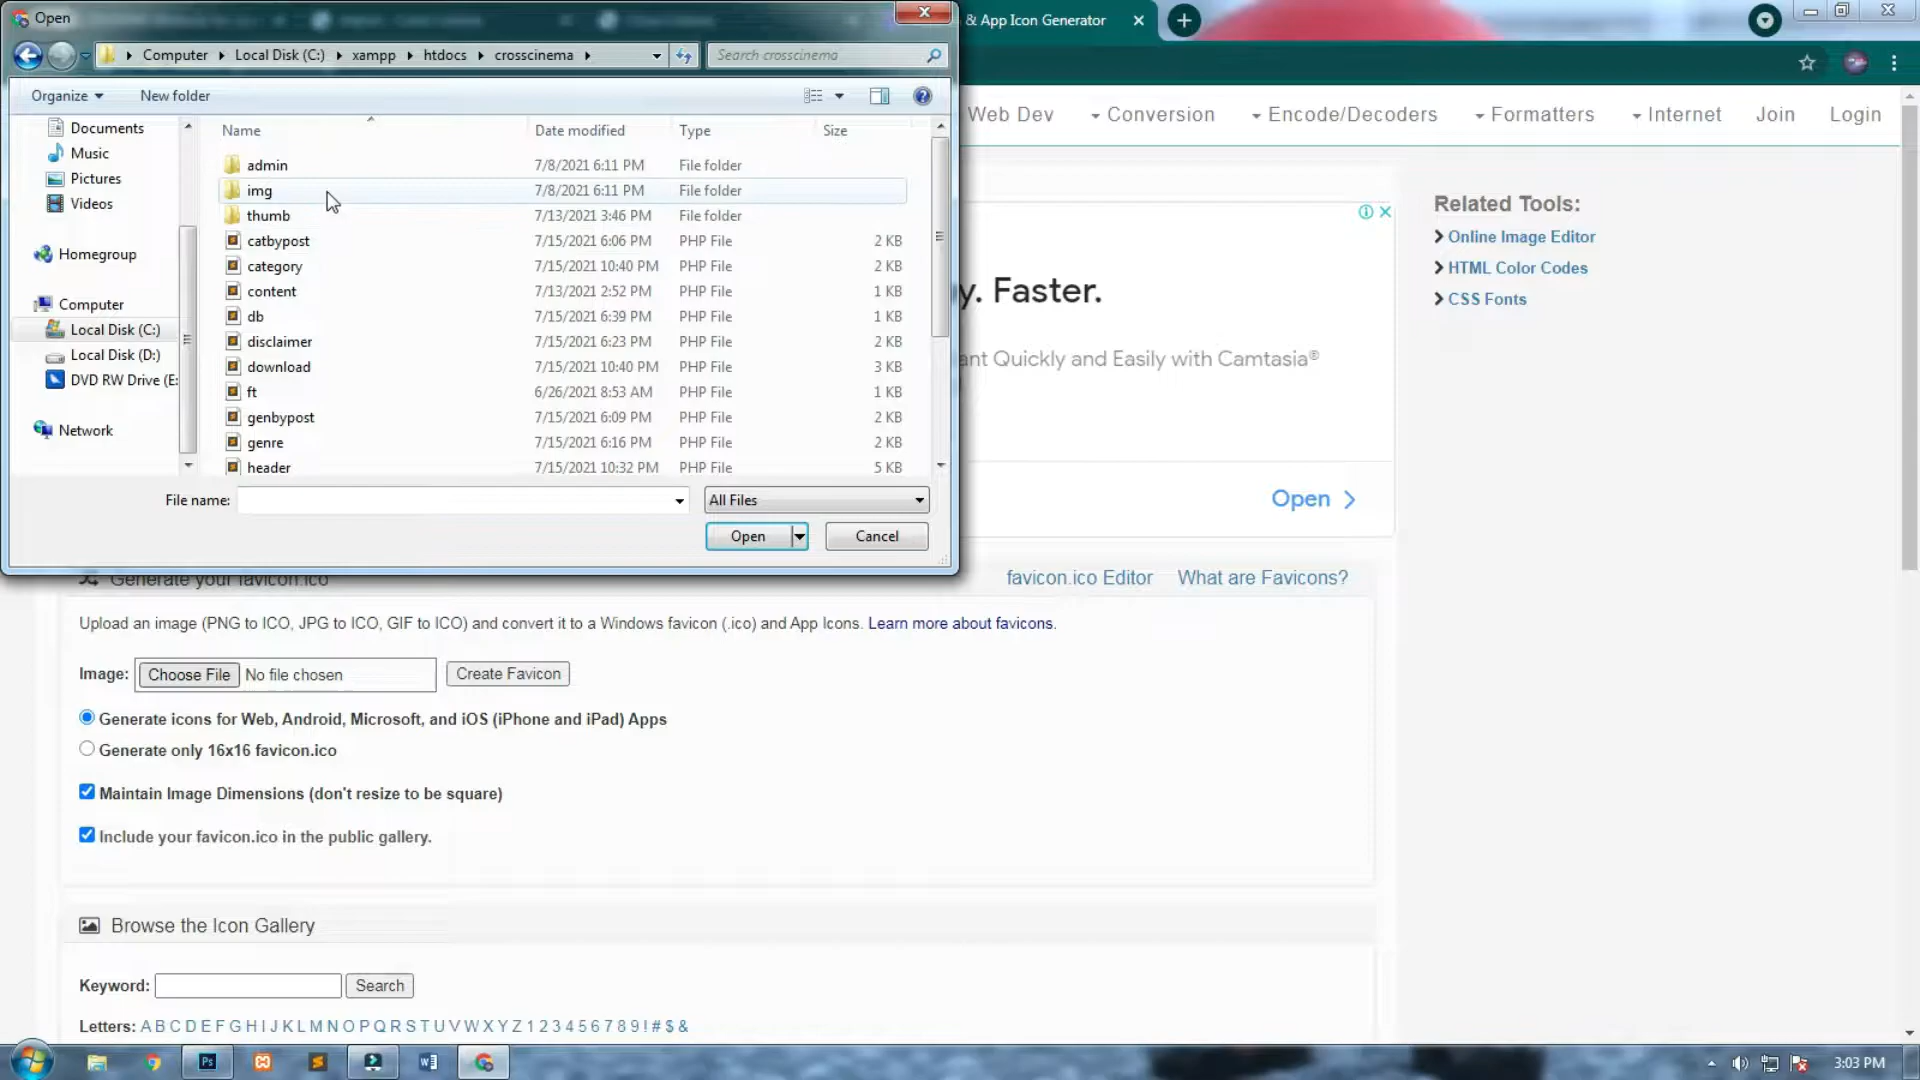 Open
& App Icon Generator
Computer Local Disk (C:) xampp htdocs crosscinema
Search crosscinema
Organize New folder
Web Dev Conversion Encode/Decoders Formatters Internet Join Login
Documents
Music
Pictures
Videos
Homegroup
Computer
Local Disk (C:)
Local Disk (D:)
DVD RW Drive (E:
Network
Name Date modified Type Size
admin 7/8/2021 6:11 PM File folder
img 7/8/2021 6:11 PM File folder
thumb 7/13/2021 3:46 PM File folder
catbypost 7/15/2021 6:06 PM PHP File 2 KB
category 7/15/2021 10:40 PM PHP File 2 KB
content 7/13/2021 2:52 PM PHP File 1 KB
db 7/15/2021 6:39 PM PHP File 1 KB
disclaimer 7/15/2021 6:23 PM PHP File 2 KB
download 7/15/2021 10:40 PM PHP File 3 KB
ft 6/26/2021 8:53 AM PHP File 1 KB
genbypost 7/15/2021 6:09 PM PHP File 2 KB
genre 7/15/2021 6:16 PM PHP File 2 KB
header 7/15/2021 10:32 PM PHP File 5 KB
File name: All Files
Open Cancel
y. Faster.
ant Quickly and Easily with Camtasia®
Open
Related Tools:
Online Image Editor
HTML Color Codes
CSS Fonts
Generate your favicon.ico favicon.ico Editor What are Favicons?
Upload an image (PNG to ICO, JPG to ICO, GIF to ICO) and convert it to a Windows favicon (.ico) and App Icons. Learn more about favicons.
Image: Choose File No file chosen Create Favicon
Generate icons for Web, Android, Microsoft, and iOS (iPhone and iPad) Apps
Generate only 16x16 favicon.ico
Maintain Image Dimensions (don't resize to be square)
Include your favicon.ico in the public gallery.
Browse the Icon Gallery
Keyword: Search
Letters: A B C D E F G H I J K L M N O P Q R S T U V W X Y Z 1 2 3 4 5 6 7 8 9 ! # $ &
Ps
3:03 PM